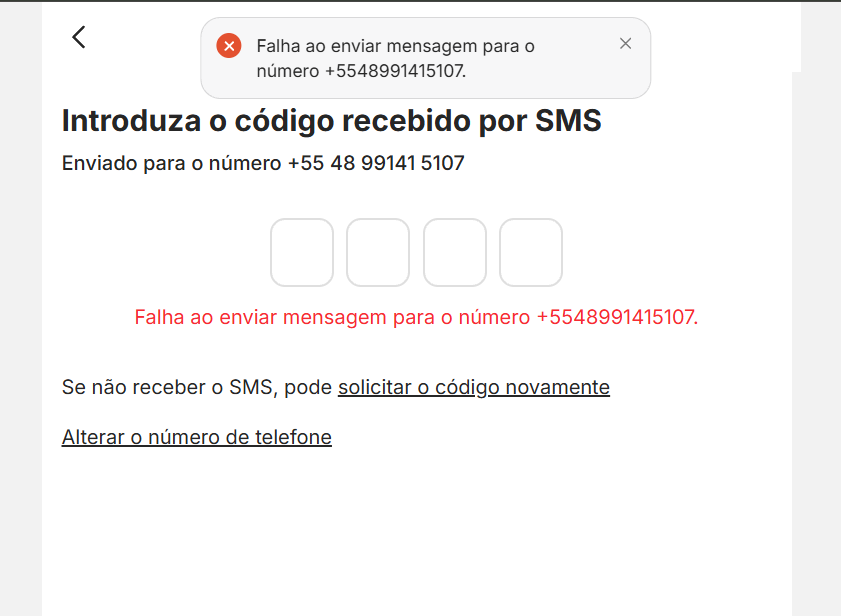 Falha ao enviar mensagem para o
número +5548991415107.
Introduza o código recebido por SMS
Enviado para o número +55 48 99141 5107
Falha ao enviar mensagem para o número +5548991415107.
Se não receber o SMS, pode solicitar o código novamente
Alterar o número de telefone